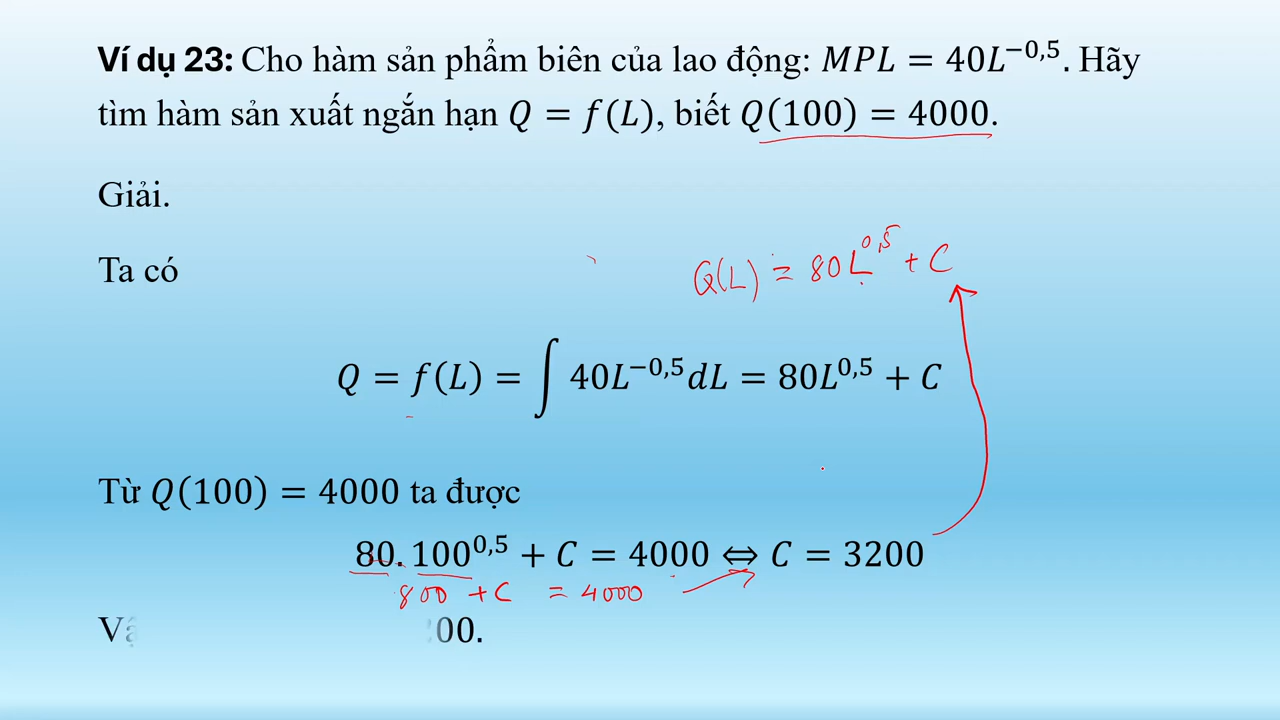 Ví dụ 23: Cho hàm sản phẩm biên của lao động: MPL = 40L^{−0,5}. Hãy
tìm hàm sản xuất ngắn hạn Q = f(L), biết Q(100) = 4000.
Giải.
Ta có
Q(L) = 80L^{0,5} + C
Q = f(L) = ∫ 40L^{−0,5}dL = 80L^{0,5} + C
Từ Q(100) = 4000 ta được
80. 100^{0,5} + C = 4000 ⇔ C = 3200
800 + C = 4000
00.